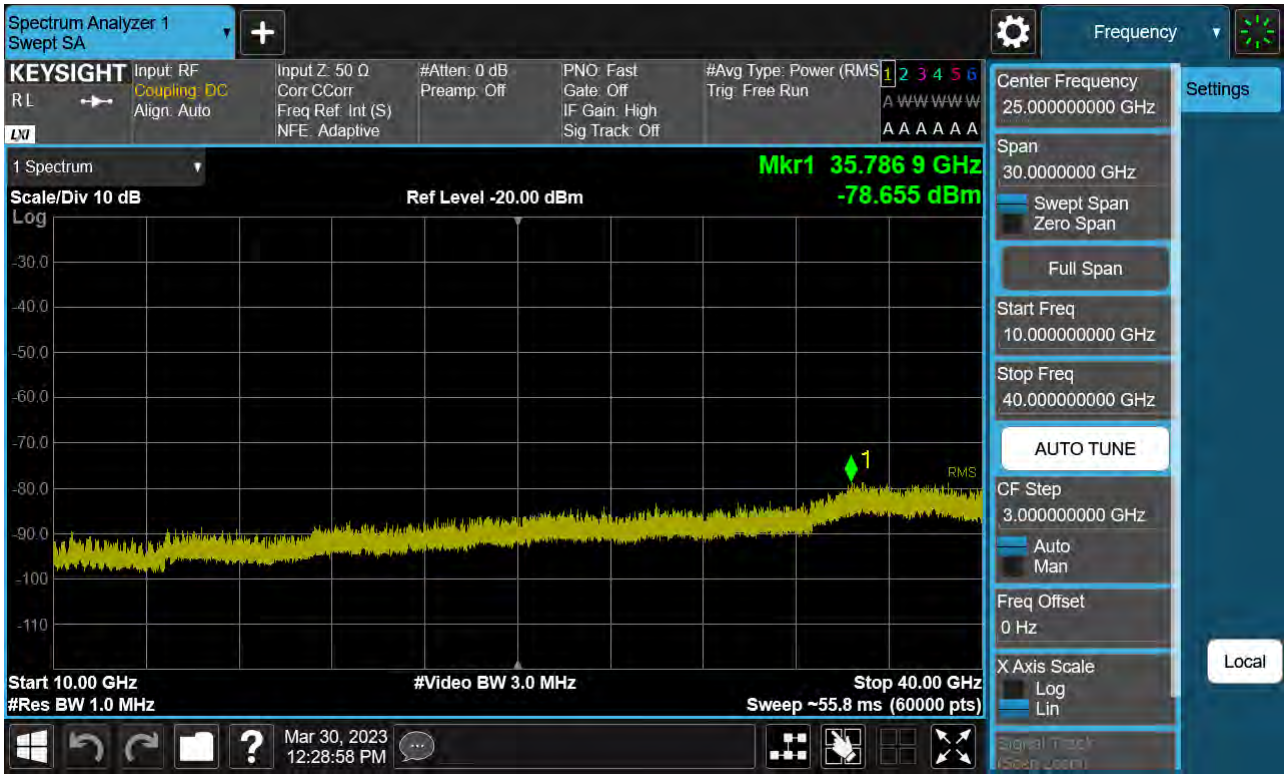 Spectrum Analyzer 1
Swept SA
+
Frequency
KEYSIGHT
RL
LXI
Input: RF
Coupling: DC
Align: Auto
Input Z: 50 Ω
Corr CCorr
Freq Ref: Int (S)
NFE: Adaptive
#Atten: 0 dB
Preamp: Off
PNO: Fast
Gate: Off
IF Gain: High
Sig Track: Off
#Avg Type: Power (RMS
Trig: Free Run
1 2 3 4 5 6
A W W W W W
A A A A A A
1 Spectrum
Mkr1 35.786 9 GHz
-78.655 dBm
Scale/Div 10 dB
Ref Level -20.00 dBm
Log
-30.0
-40.0
-50.0
-60.0
-70.0
-80.0
-90.0
-100
-110
1
RMS
Start 10.00 GHz
#Video BW 3.0 MHz
Stop 40.00 GHz
#Res BW 1.0 MHz
Sweep ~55.8 ms (60000 pts)
Center Frequency
25.000000000 GHz
Settings
Span
30.0000000 GHz
Swept Span
Zero Span
Full Span
Start Freq
10.000000000 GHz
Stop Freq
40.000000000 GHz
AUTO TUNE
CF Step
3.000000000 GHz
Auto
Man
Freq Offset
0 Hz
X Axis Scale
Log
Lin
Signal Track
(Span Zoom)
Local
?
Mar 30, 2023
12:28:58 PM